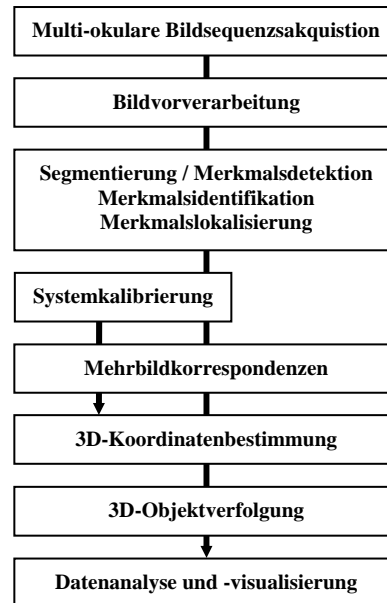 Multi-okulare Bildsequenzsakquistion
Bildvorverarbeitung
Segmentierung / Merkmalsdetektion
Merkmalsidentifikation
Merkmalslokalisierung
Systemkalibrierung
Mehrbildkorrespondenzen
3D-Koordinatenbestimmung
3D-Objektverfolgung
Datenanalyse und -visualisierung